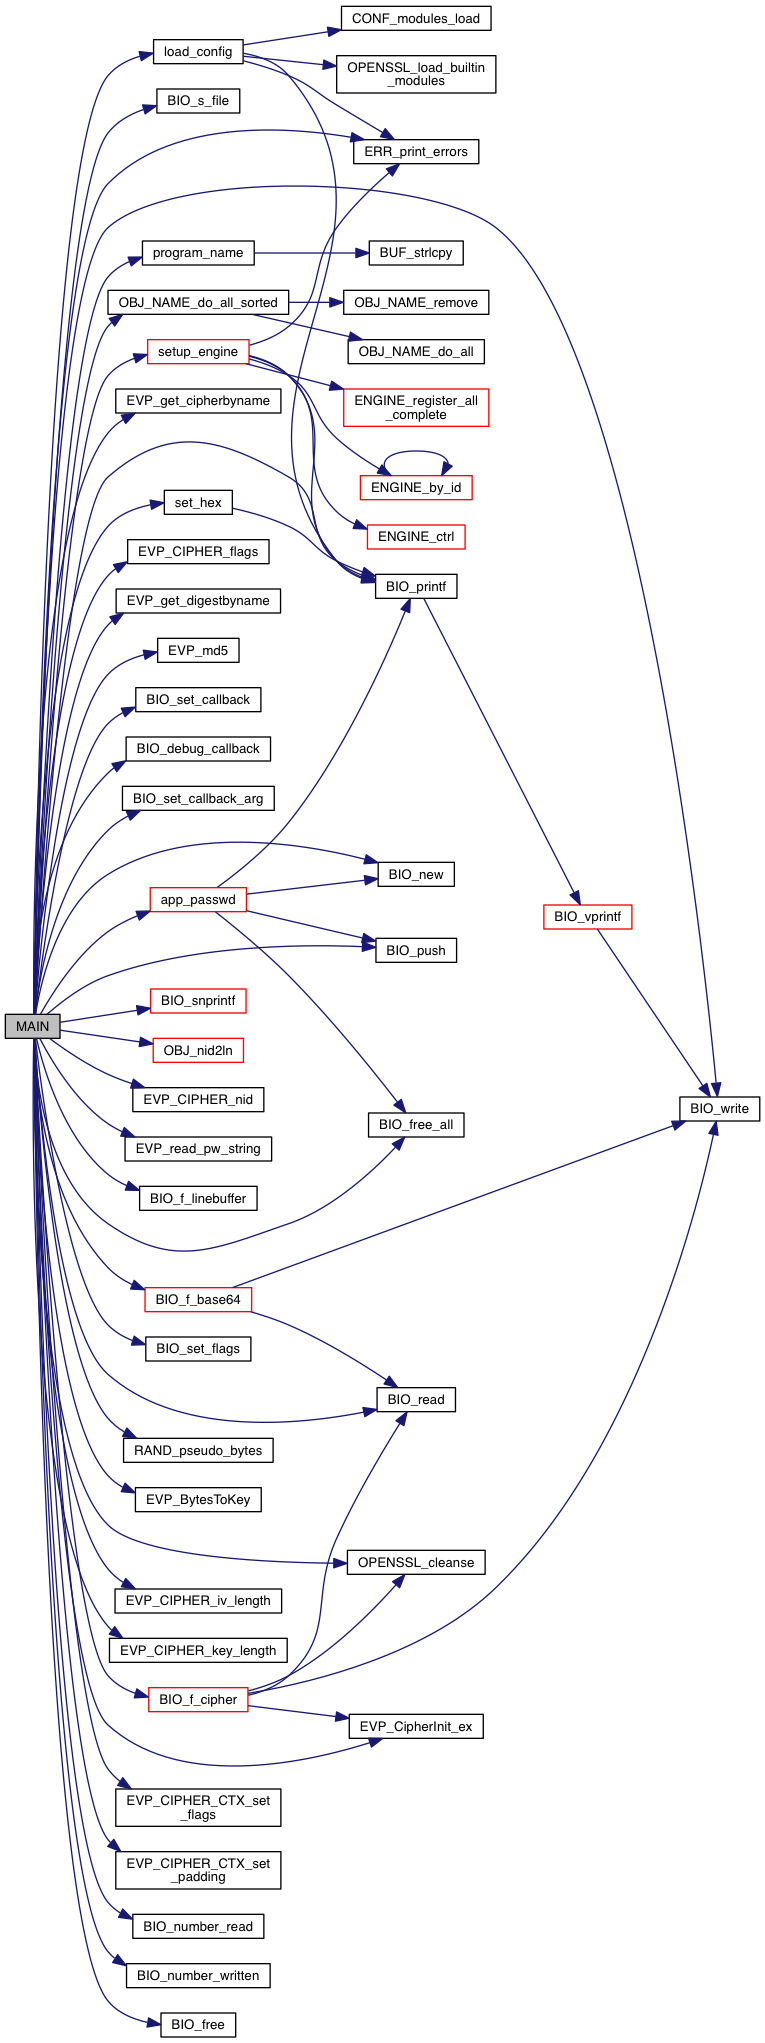 CONF_modules_load
load_config
OPENSSL_load_builtin
_modules
BIO_s_file
ERR_print_errors
program_name
BUF_strlcpy
OBJ_NAME_do_all_sorted
OBJ_NAME_remove
setup_engine
OBJ_NAME_do_all
EVP_get_cipherbyname
ENGINE_register_all
_complete
ENGINE_by_id
set_hex
ENGINE_ctrl
EVP_CIPHER_flags
BIO_printf
EVP_get_digestbyname
EVP_md5
BIO_set_callback
BIO_debug_callback
BIO_set_callback_arg
BIO_new
app_passwd
BIO_vprintf
BIO_push
BIO_snprintf
MAIN
OBJ_nid2ln
EVP_CIPHER_nid
BIO_write
BIO_free_all
EVP_read_pw_string
BIO_f_linebuffer
BIO_f_base64
BIO_set_flags
BIO_read
RAND_pseudo_bytes
EVP_BytesToKey
OPENSSL_cleanse
EVP_CIPHER_iv_length
EVP_CIPHER_key_length
BIO_f_cipher
EVP_CipherInit_ex
EVP_CIPHER_CTX_set
_flags
EVP_CIPHER_CTX_set
_padding
BIO_number_read
BIO_number_written
BIO_free